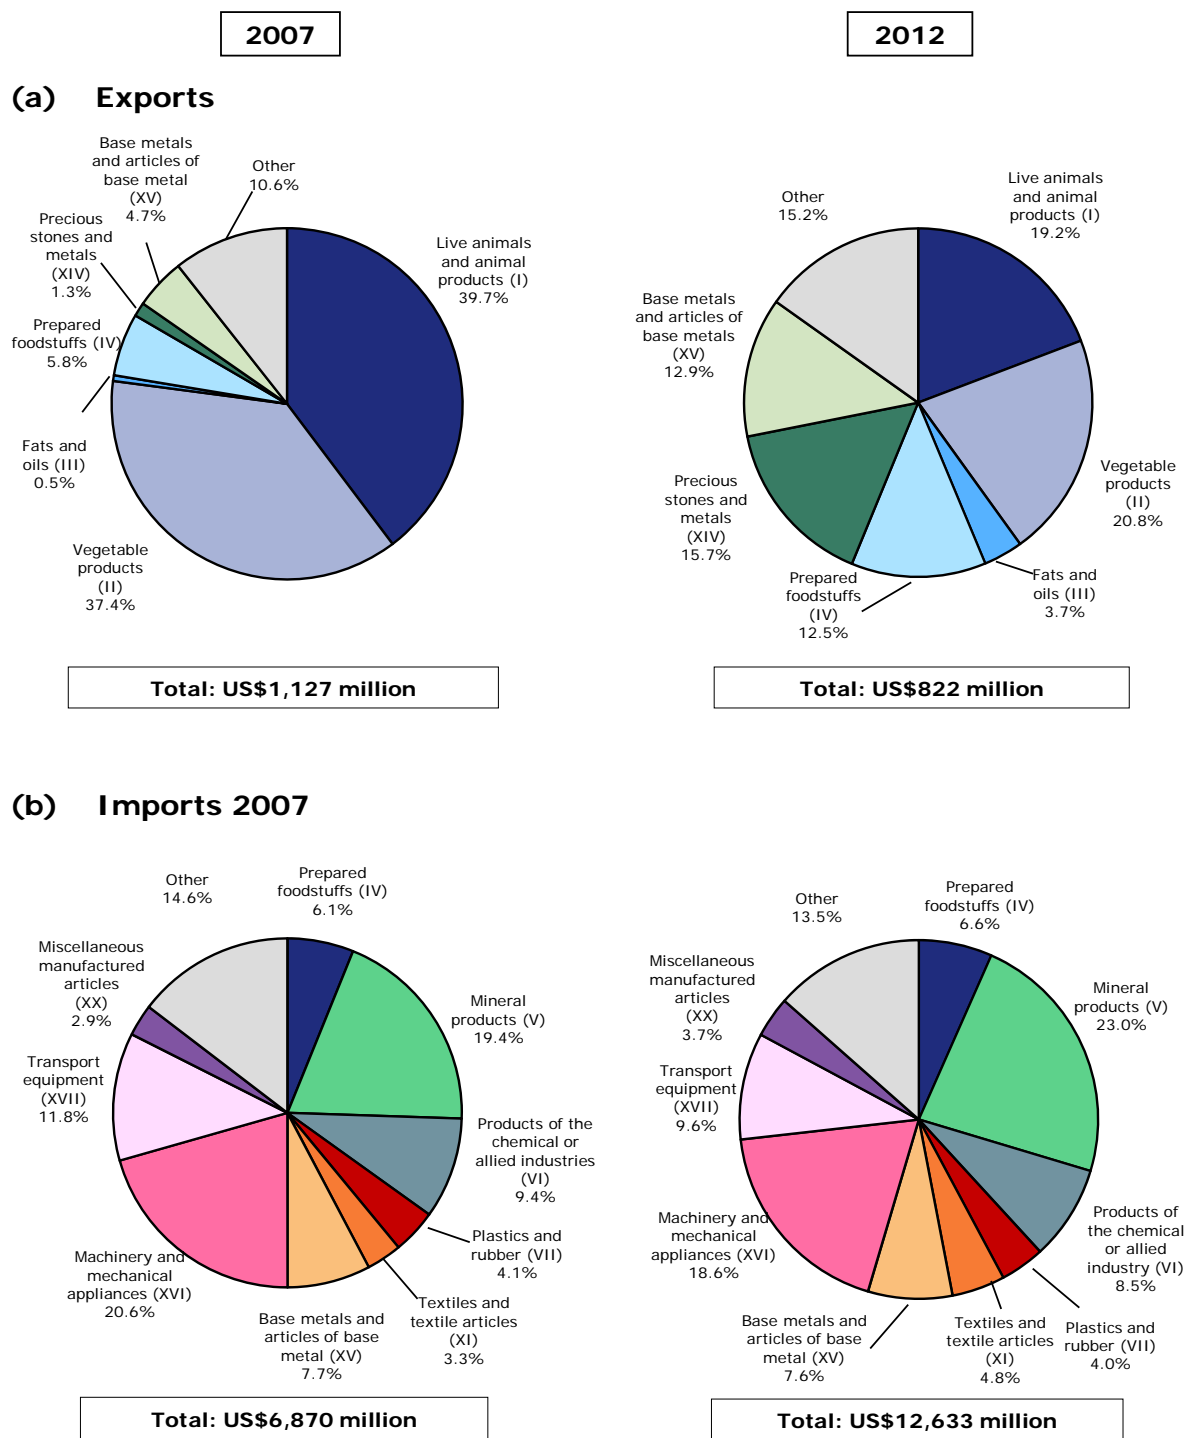 2007
2012
(a) Exports
Base metals
and articles of
base metal
(XV)
4.7%
Other
10.6%
Precious
stones and
metals
(XIV)
1.3%
Prepared
foodstuffs (IV)
5.8%
Fats and
oils (III)
0.5%
Vegetable
products
(II)
37.4%
Live animals
and animal
products (I)
39.7%
Other
15.2%
Live animals
and animal
products (I)
19.2%
Base metals
and articles of
base metals
(XV)
12.9%
Precious
stones and
metals
(XIV)
15.7%
Prepared
foodstuffs
(IV)
12.5%
Fats and
oils (III)
3.7%
Vegetable
products
(II)
20.8%
Total: US$1,127 million
Total: US$822 million
(b) Imports 2007
Other
14.6%
Prepared
foodstuffs (IV)
6.1%
Miscellaneous
manufactured
articles
(XX)
2.9%
Mineral
products (V)
19.4%
Transport
equipment
(XVII)
11.8%
Products of the
chemical or
allied industries
(VI)
9.4%
Machinery and
mechanical
appliances (XVI)
20.6%
Plastics and
rubber (VII)
4.1%
Base metals and
articles of base
metal (XV)
7.7%
Textiles and
textile articles
(XI)
3.3%
Other
13.5%
Prepared
foodstuffs (IV)
6.6%
Miscellaneous
manufactured
articles
(XX)
3.7%
Mineral
products (V)
23.0%
Transport
equipment
(XVII)
9.6%
Machinery and
mechanical
appliances (XVI)
18.6%
Products of
the chemical
or allied
industry (VI)
8.5%
Base metals and
articles of base
metal (XV)
7.6%
Textiles and
textile articles
(XI)
4.8%
Plastics and
rubber (VII)
4.0%
Total: US$6,870 million
Total: US$12,633 million